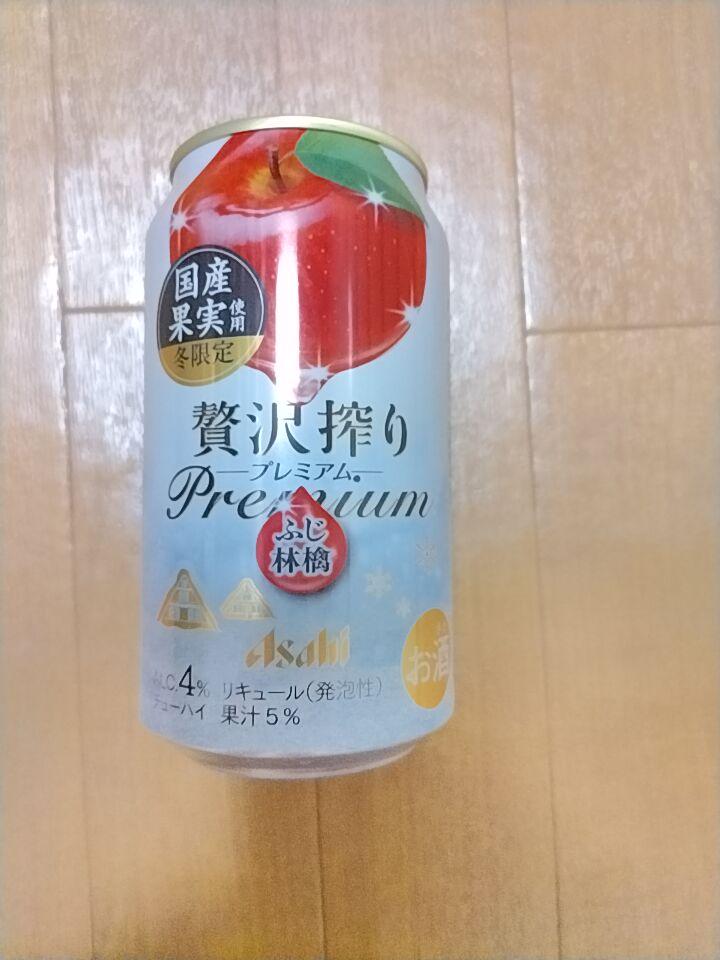 国産
果実使用
冬限定
贅沢搾り
プレミアム
Premium
ふじ
林檎
Asahi
お酒
ALC.4% リキュール(発泡性)
チューハイ 果汁5%